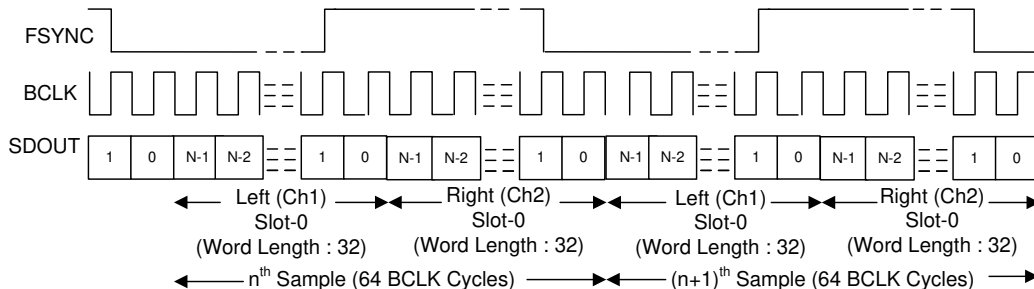 FSYNC
BCLK
SDOUT 1 0 N-1 N-2 1 0 N-1 N-2 1 0 N-1 N-2 1 0 N-1 N-2 1 0
Left (Ch1) Right (Ch2) Left (Ch1) Right (Ch2)
Slot-0 Slot-0 Slot-0 Slot-0
(Word Length : 32) (Word Length : 32) (Word Length : 32) (Word Length : 32)
nth Sample (64 BCLK Cycles) (n+1)th Sample (64 BCLK Cycles)